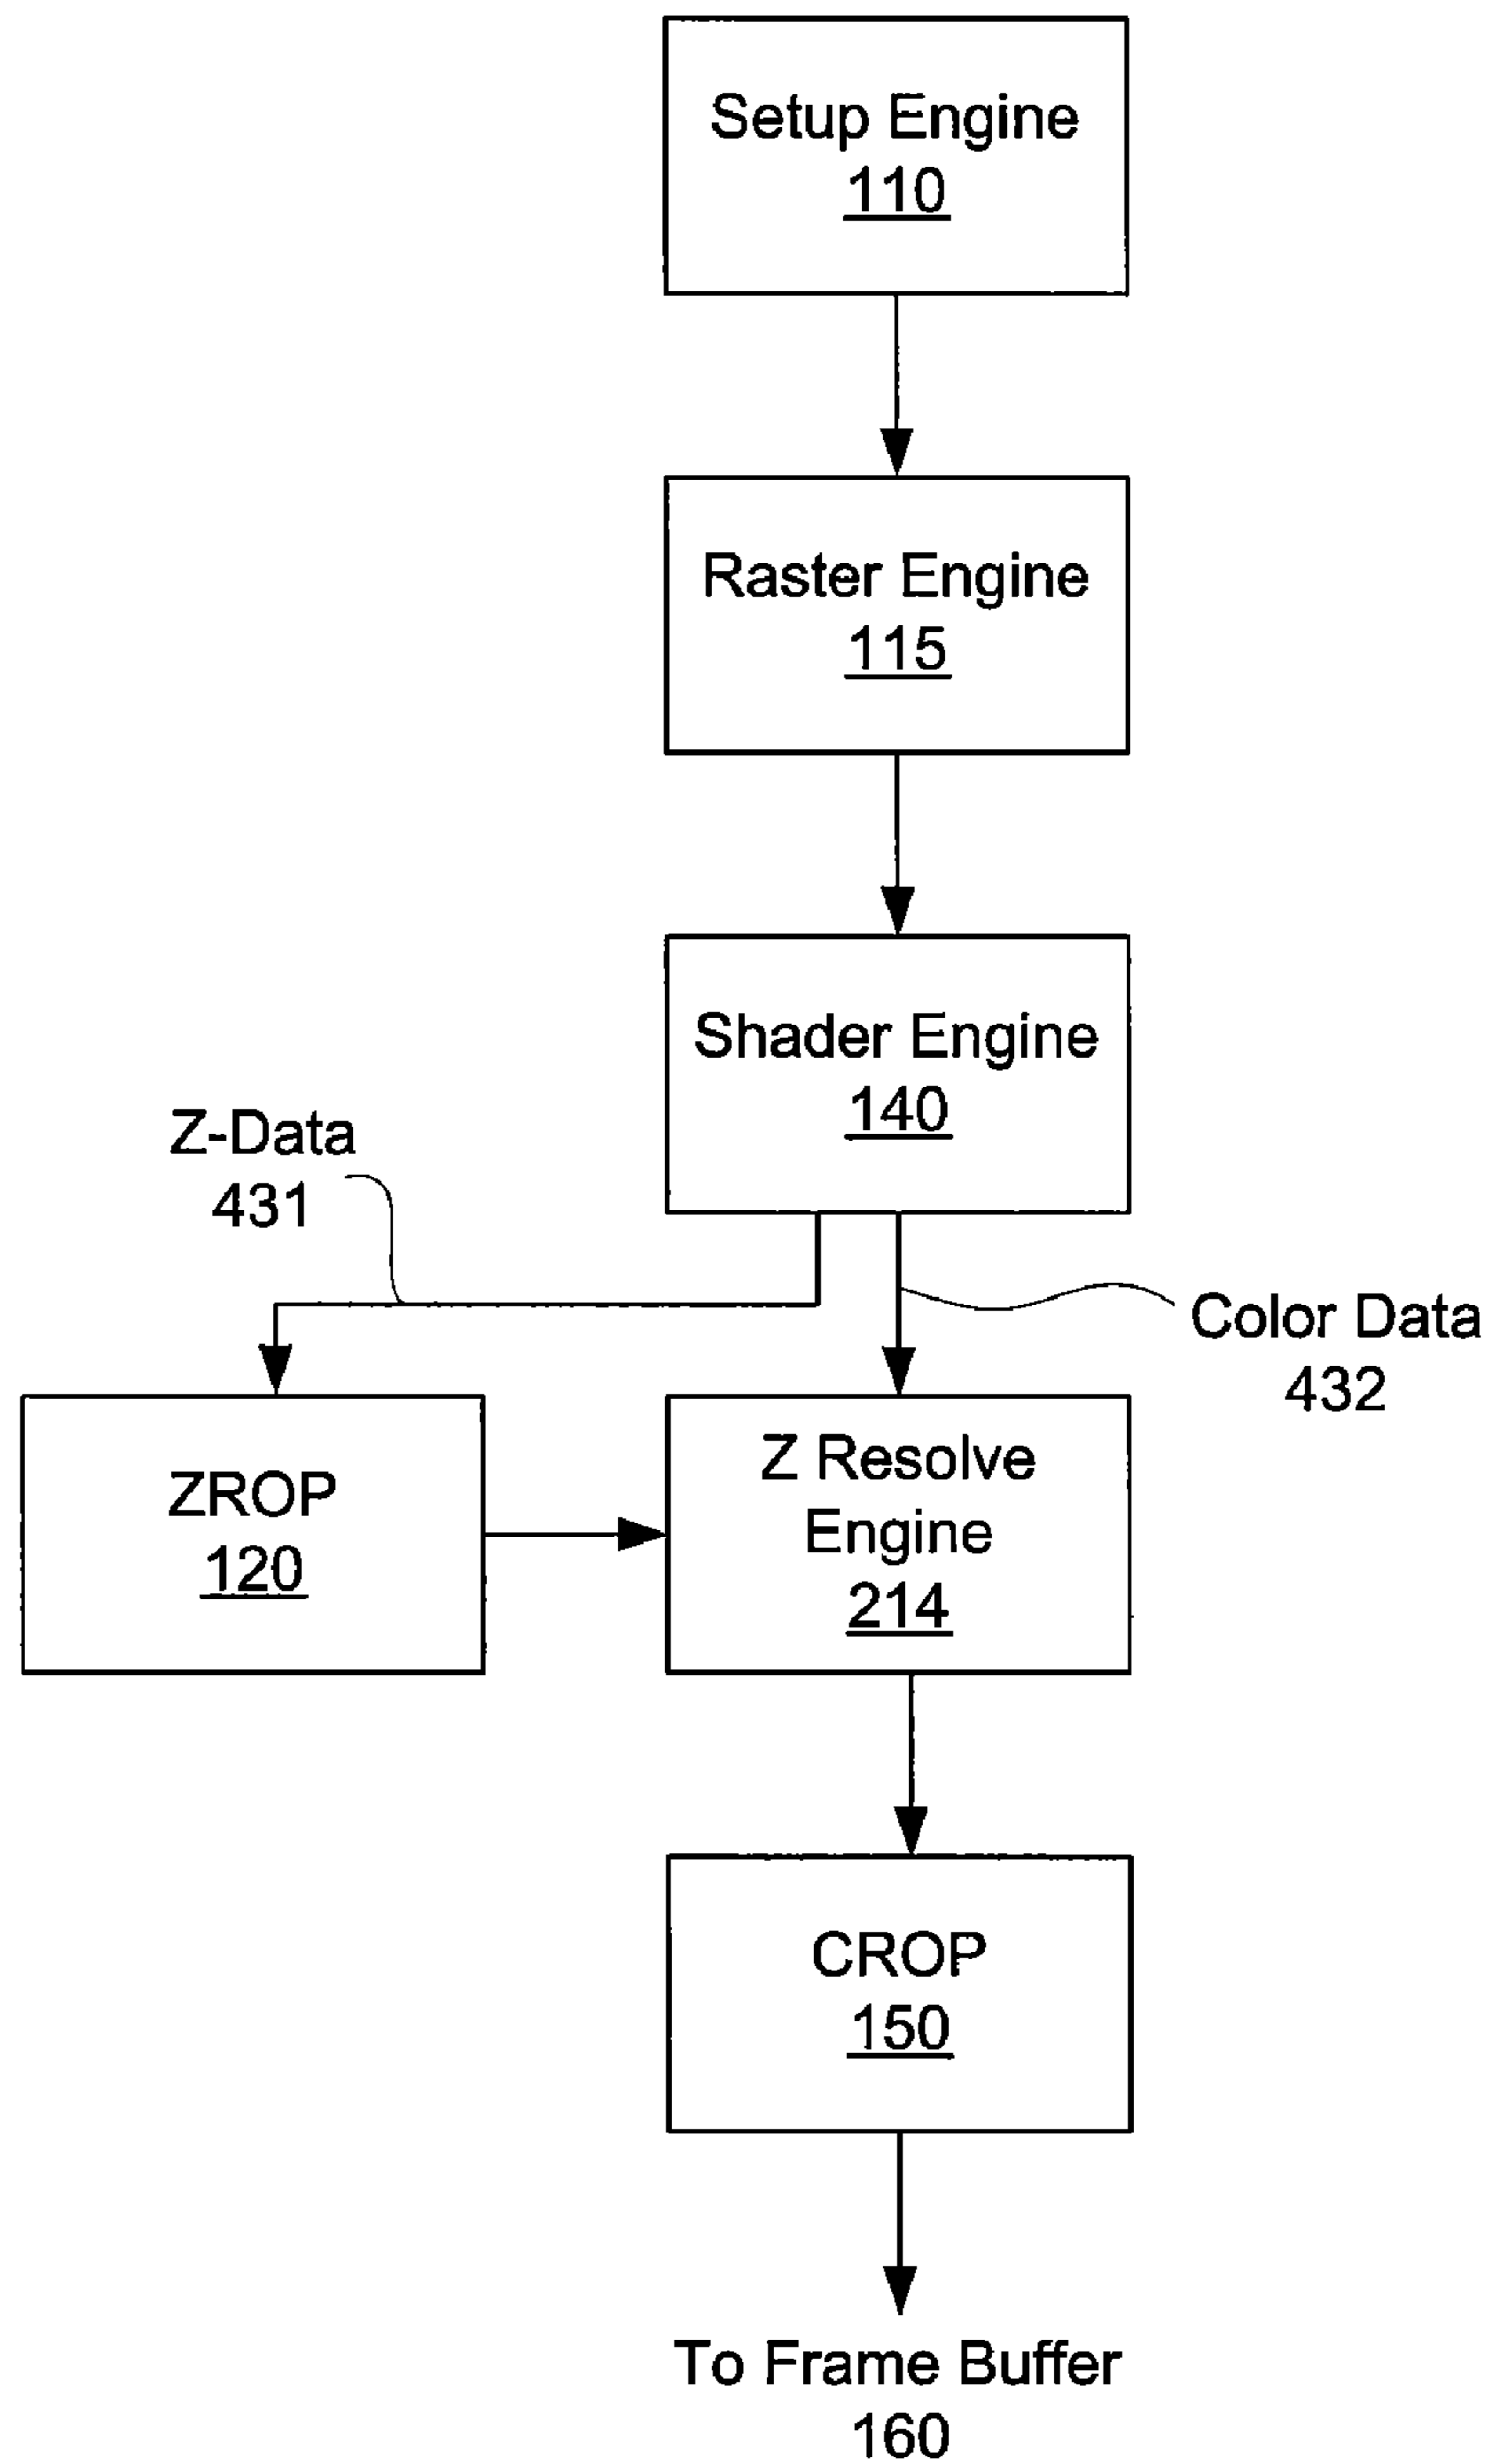 Setup Engine
110
Raster Engine
115
Shader Engine
140
Z-Data
431
Color Data
432
ZROP
120
Z Resolve
Engine
214
CROP
150
To Frame Buffer
160